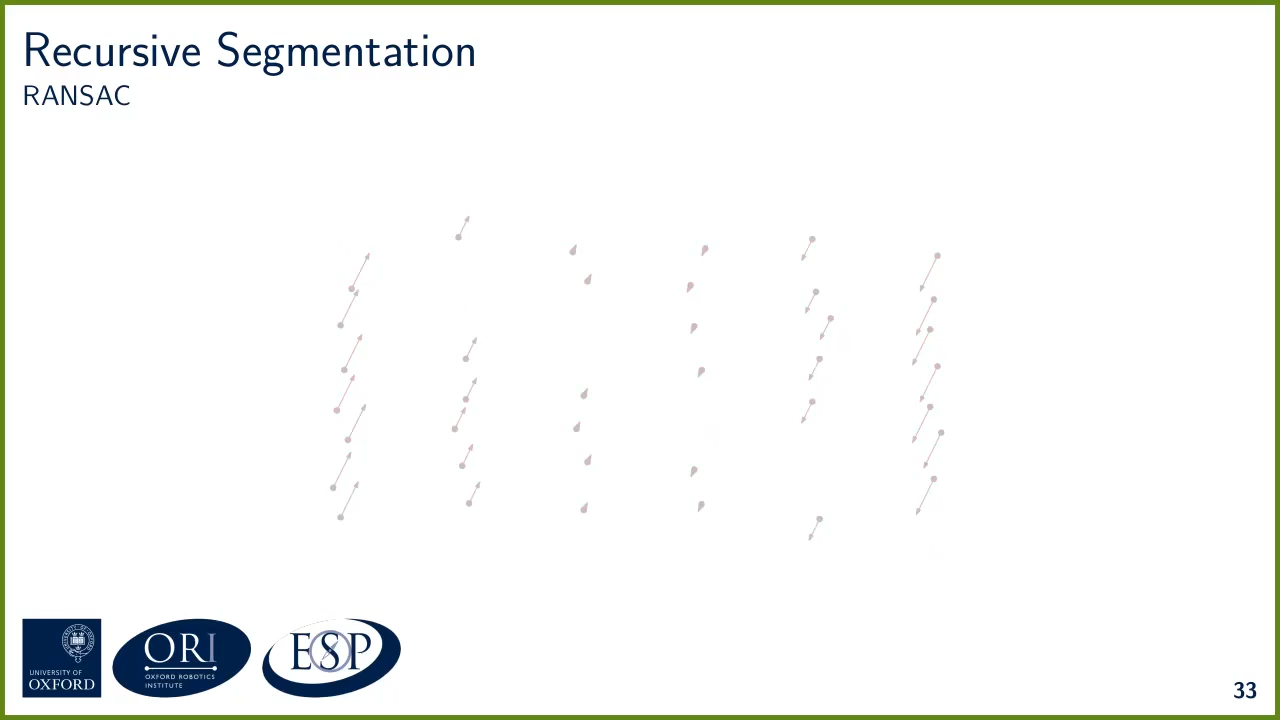 Recursive Segmentation
RANSAC
UNIVERSITY OF
OXFORD
ORI
OXFORD ROBOTICS
INSTITUTE
ESP
33